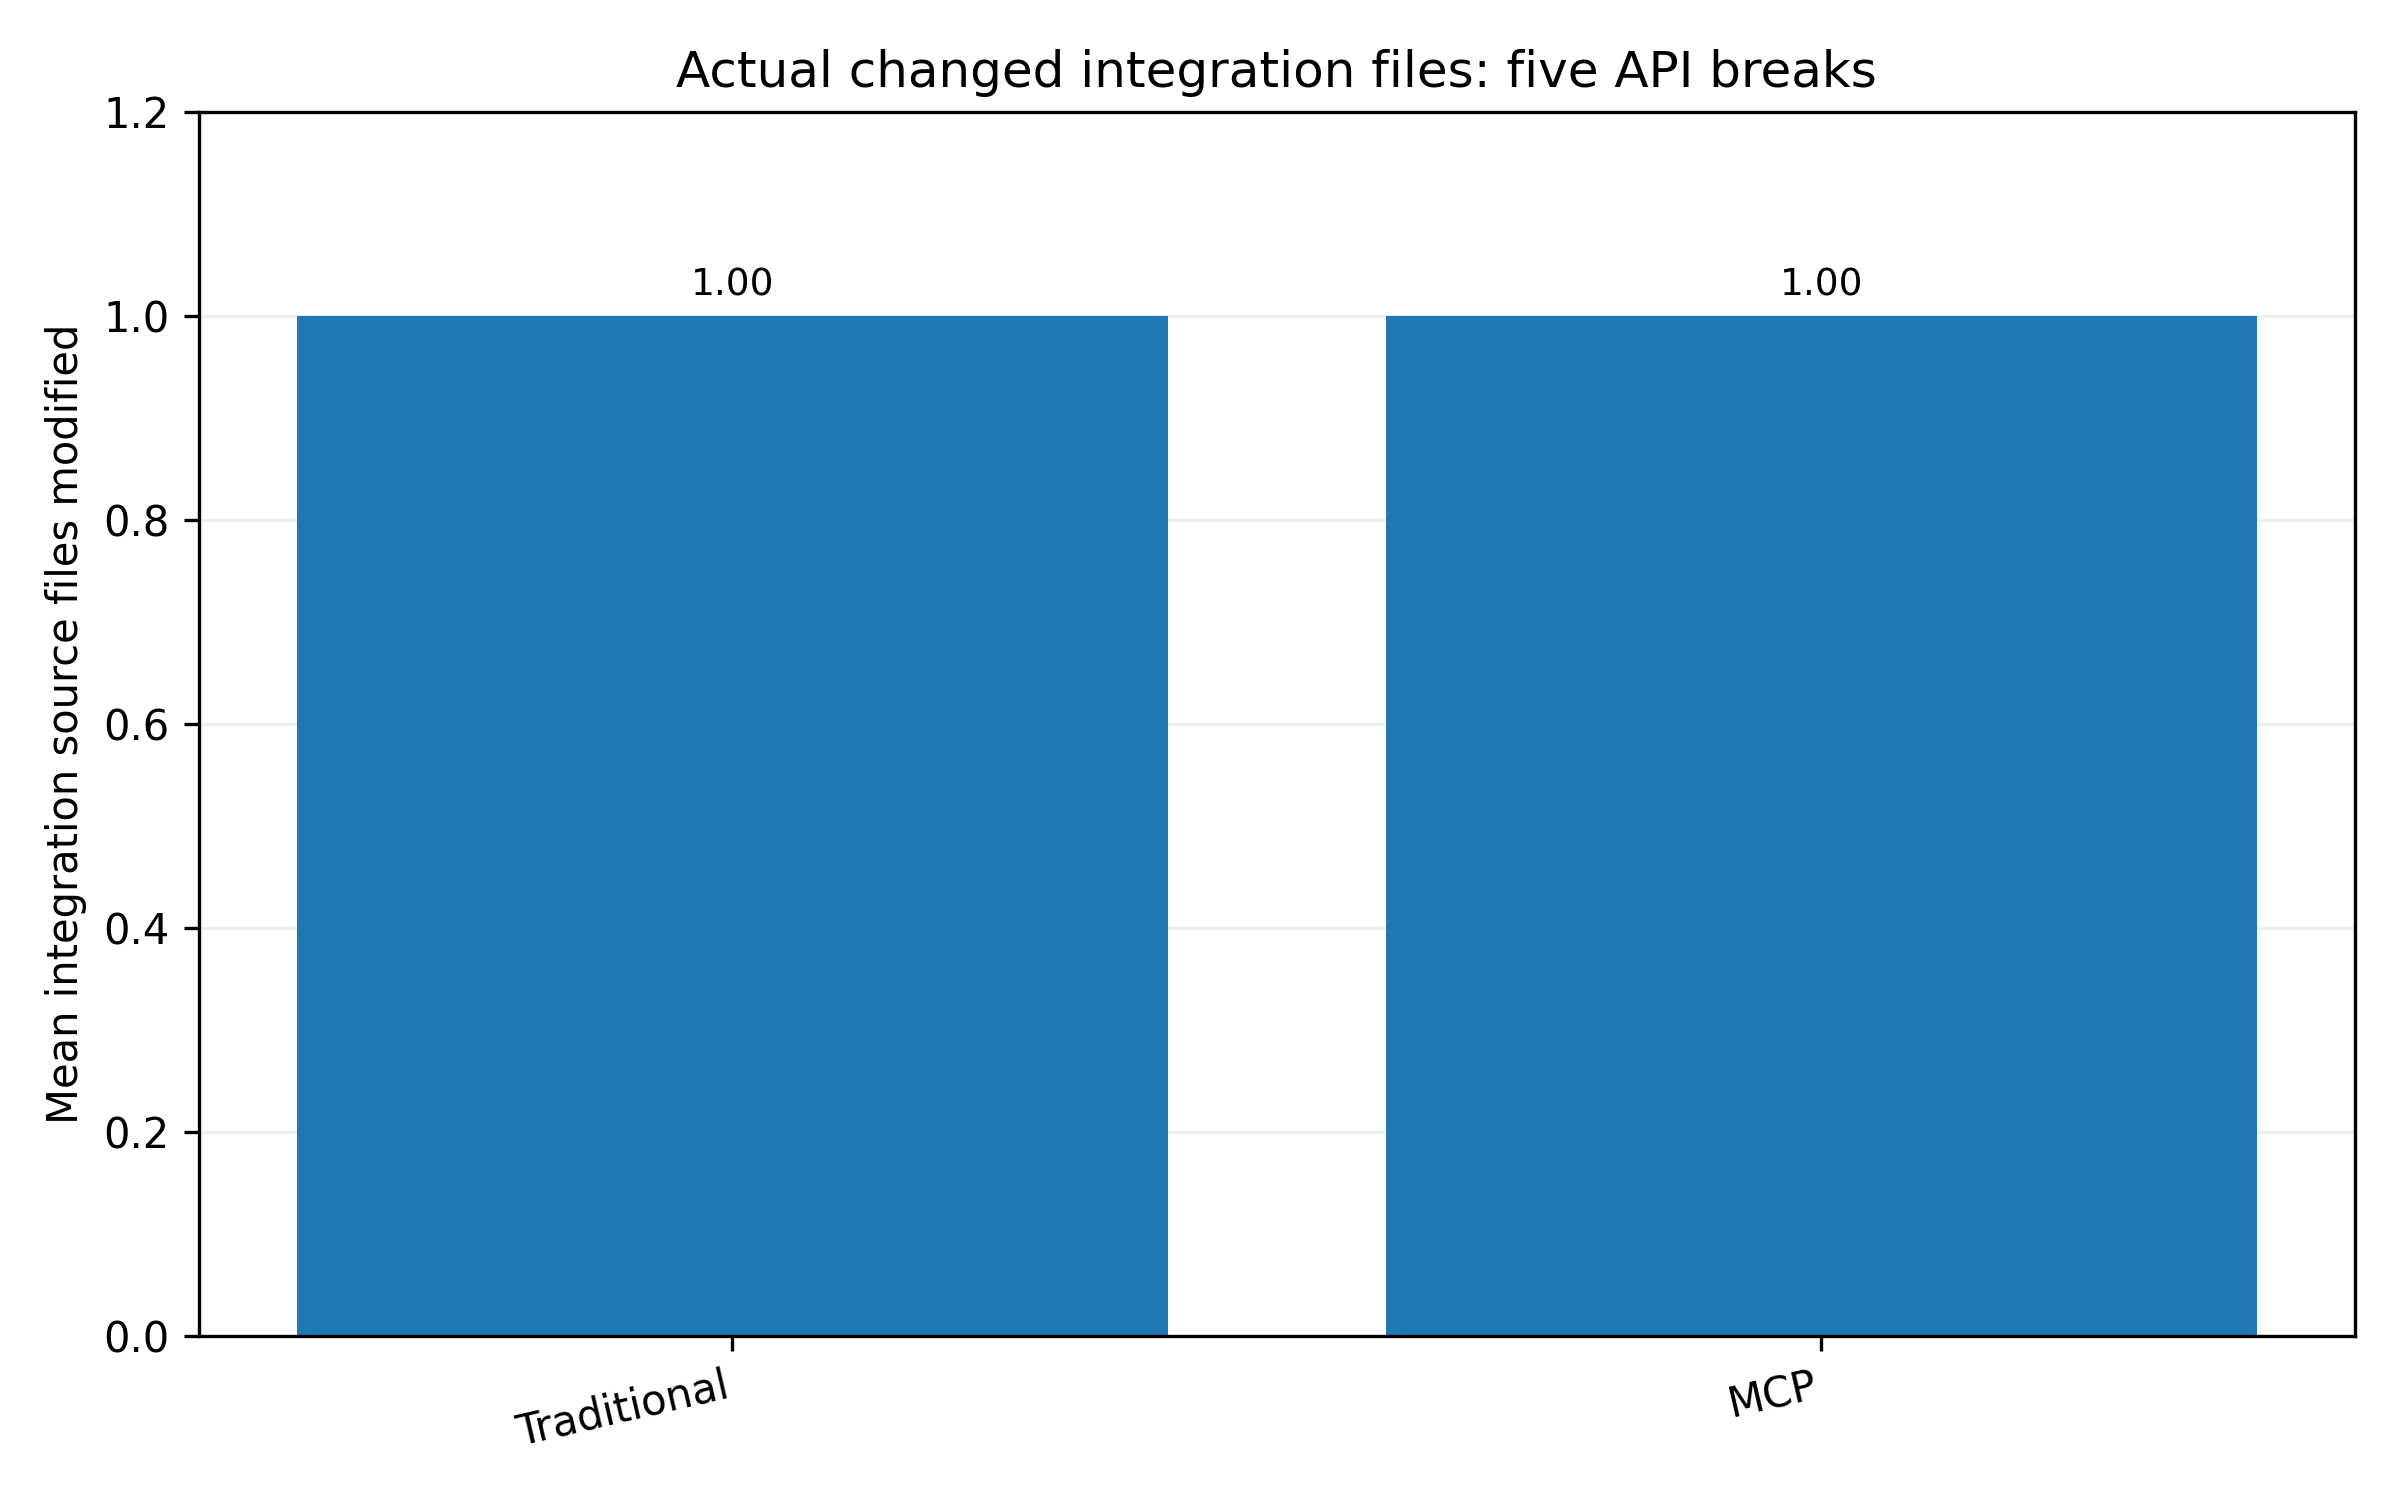 Actual changed integration files: five API breaks
Mean integration source files modified
1.2
1.0
0.8
0.6
0.4
0.2
0.0
1.00
1.00
Traditional
MCP